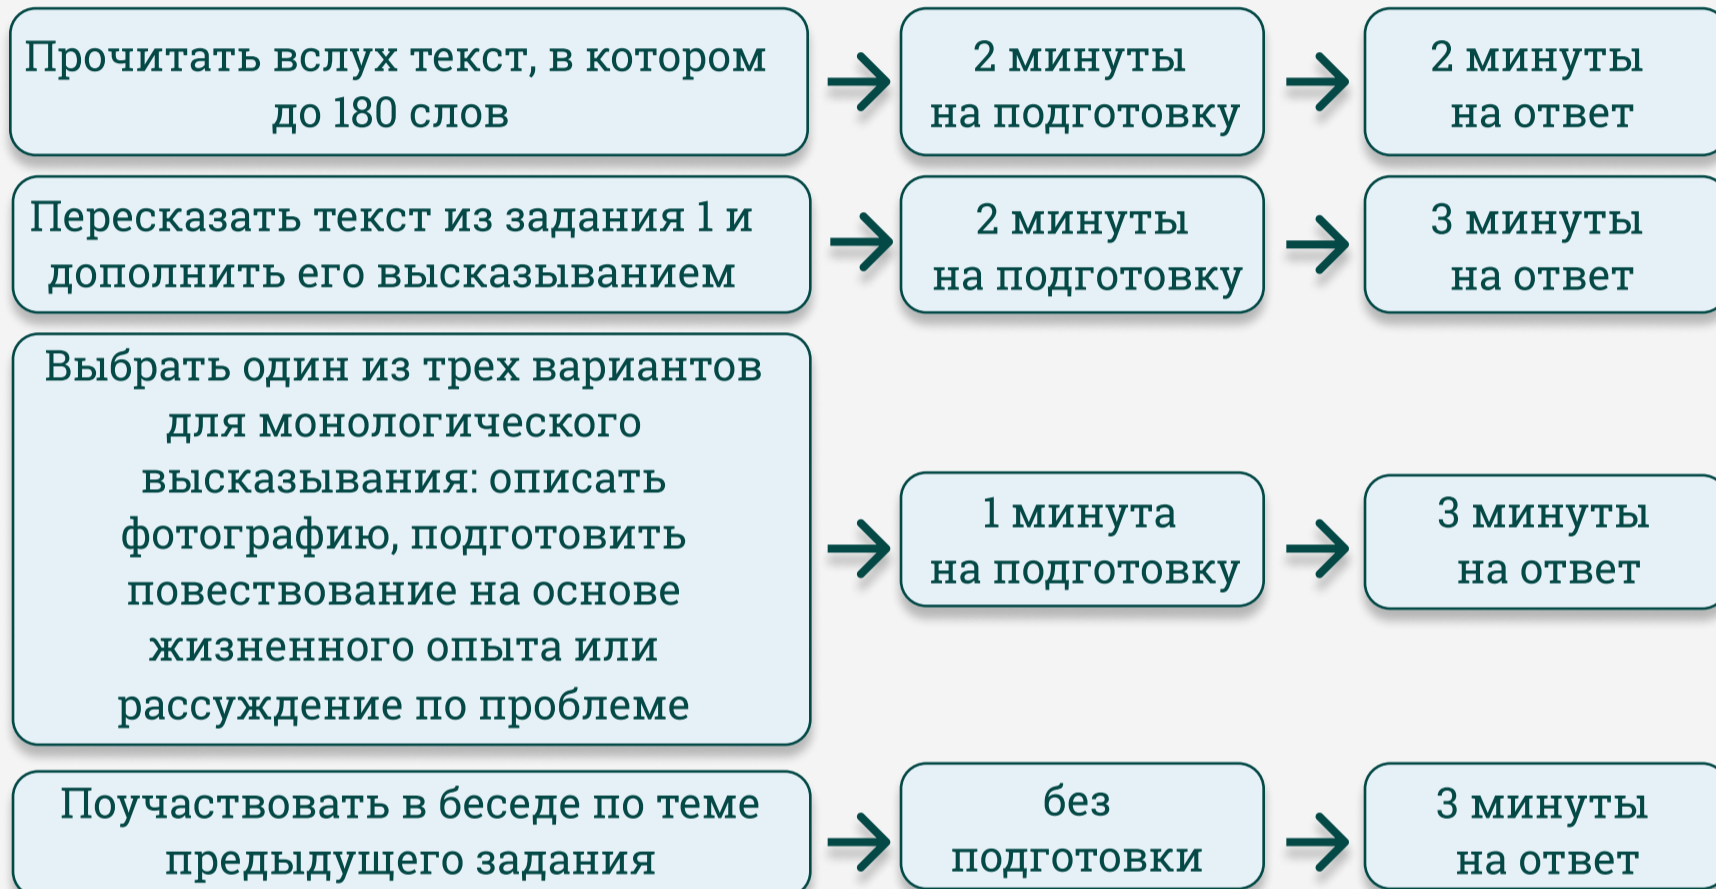 Прочитать вслух текст, в котором
до 180 слов
2 минуты
на подготовку
2 минуты
на ответ
Пересказать текст из задания 1 и
дополнить его высказыванием
2 минуты
на подготовку
3 минуты
на ответ
Выбрать один из трех вариантов
для монологического
высказывания: описать
фотографию, подготовить
повествование на основе
жизненного опыта или
рассуждение по проблеме
1 минута
на подготовку
3 минуты
на ответ
Поучаствовать в беседе по теме
предыдущего задания
без
подготовки
3 минуты
на ответ